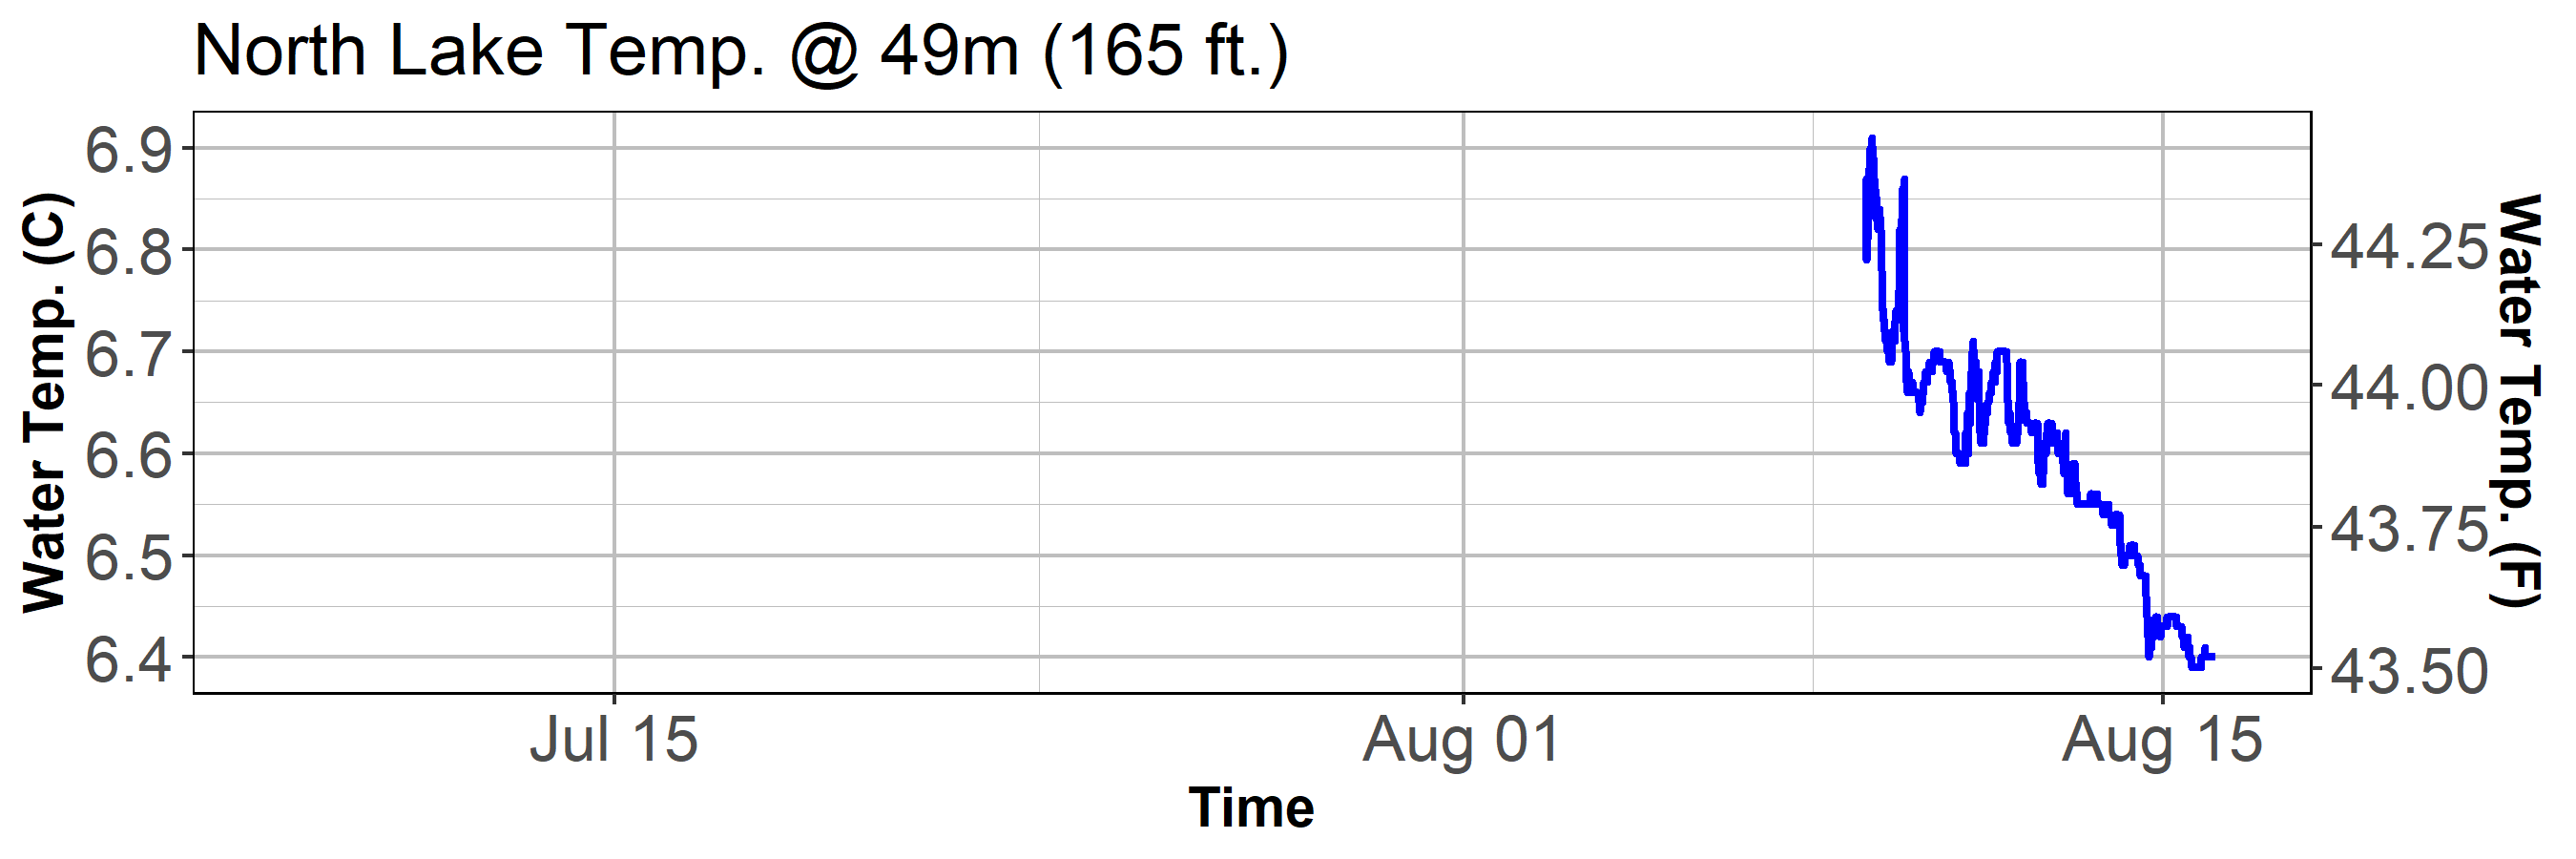 North Lake Temp. @ 49m (165 ft.)
Water Temp. (C)
6.9
6.8
6.7
6.6
6.5
6.4
44.25
44.00
43.75
43.50
Water Temp. (F)
Jul 15
Aug 01
Aug 15
Time